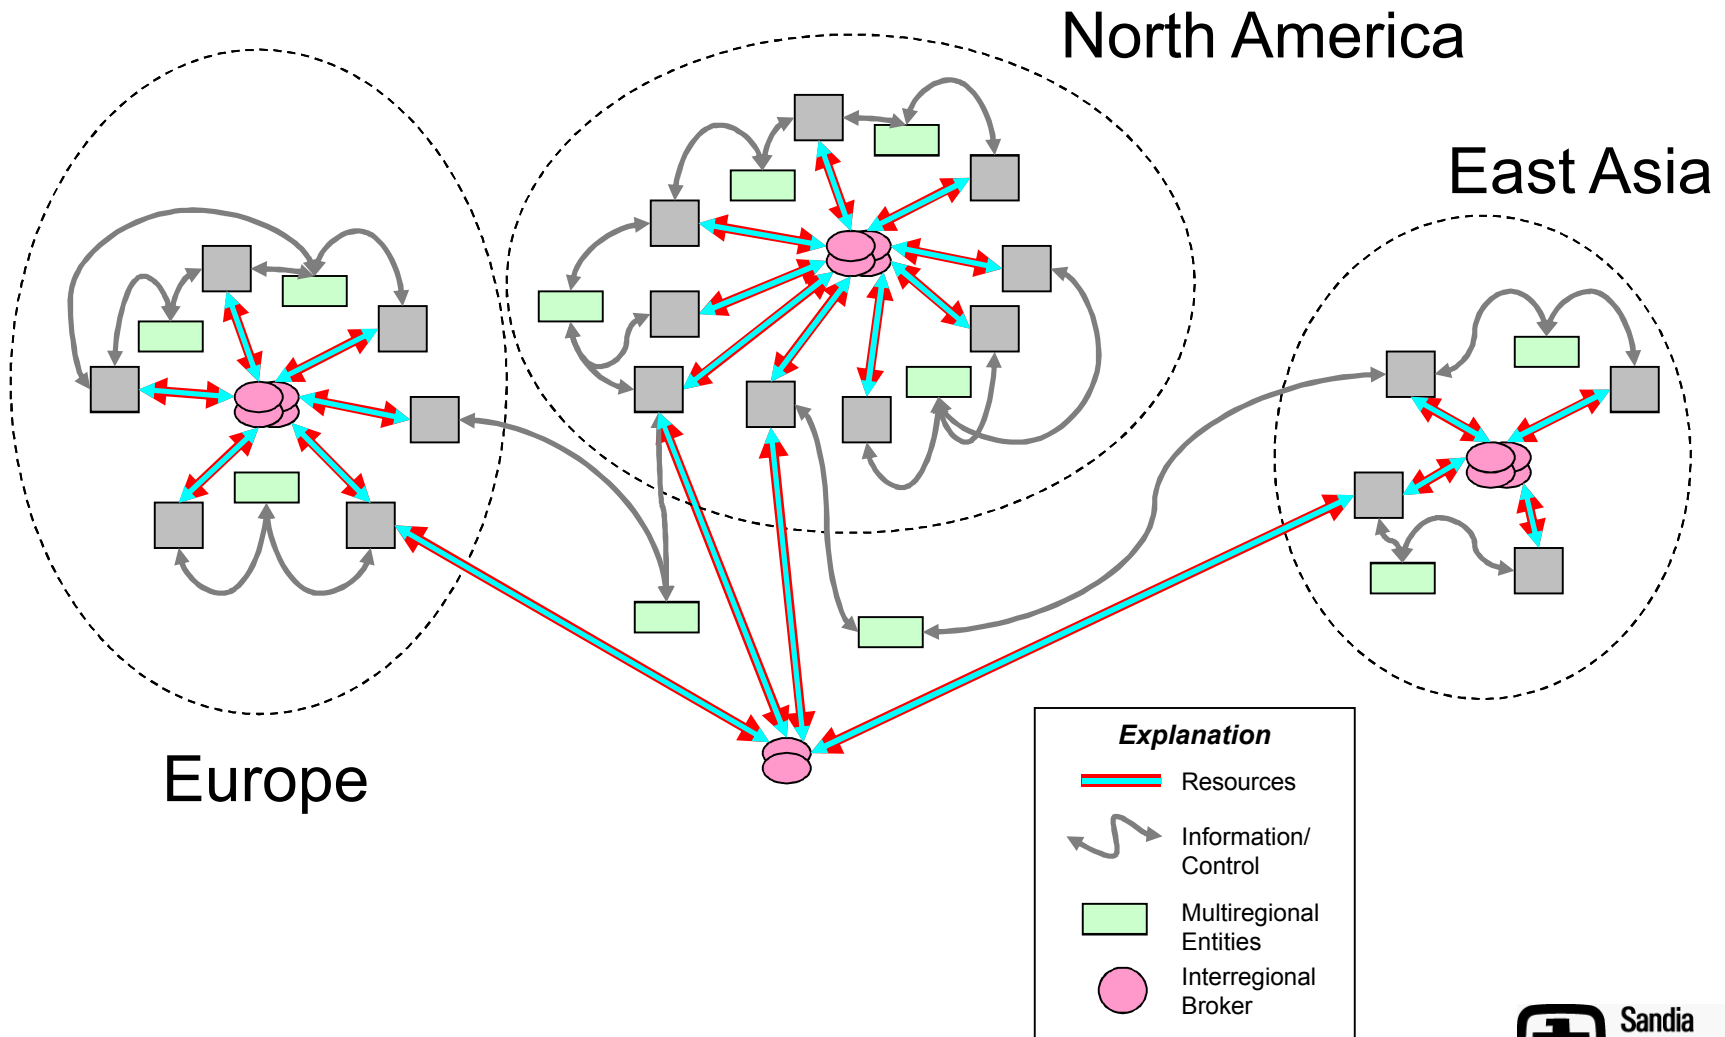 North America
East Asia
Europe
Explanation
Resources
Information/
Control
Multiregional
Entities
Interregional
Broker
Sandia